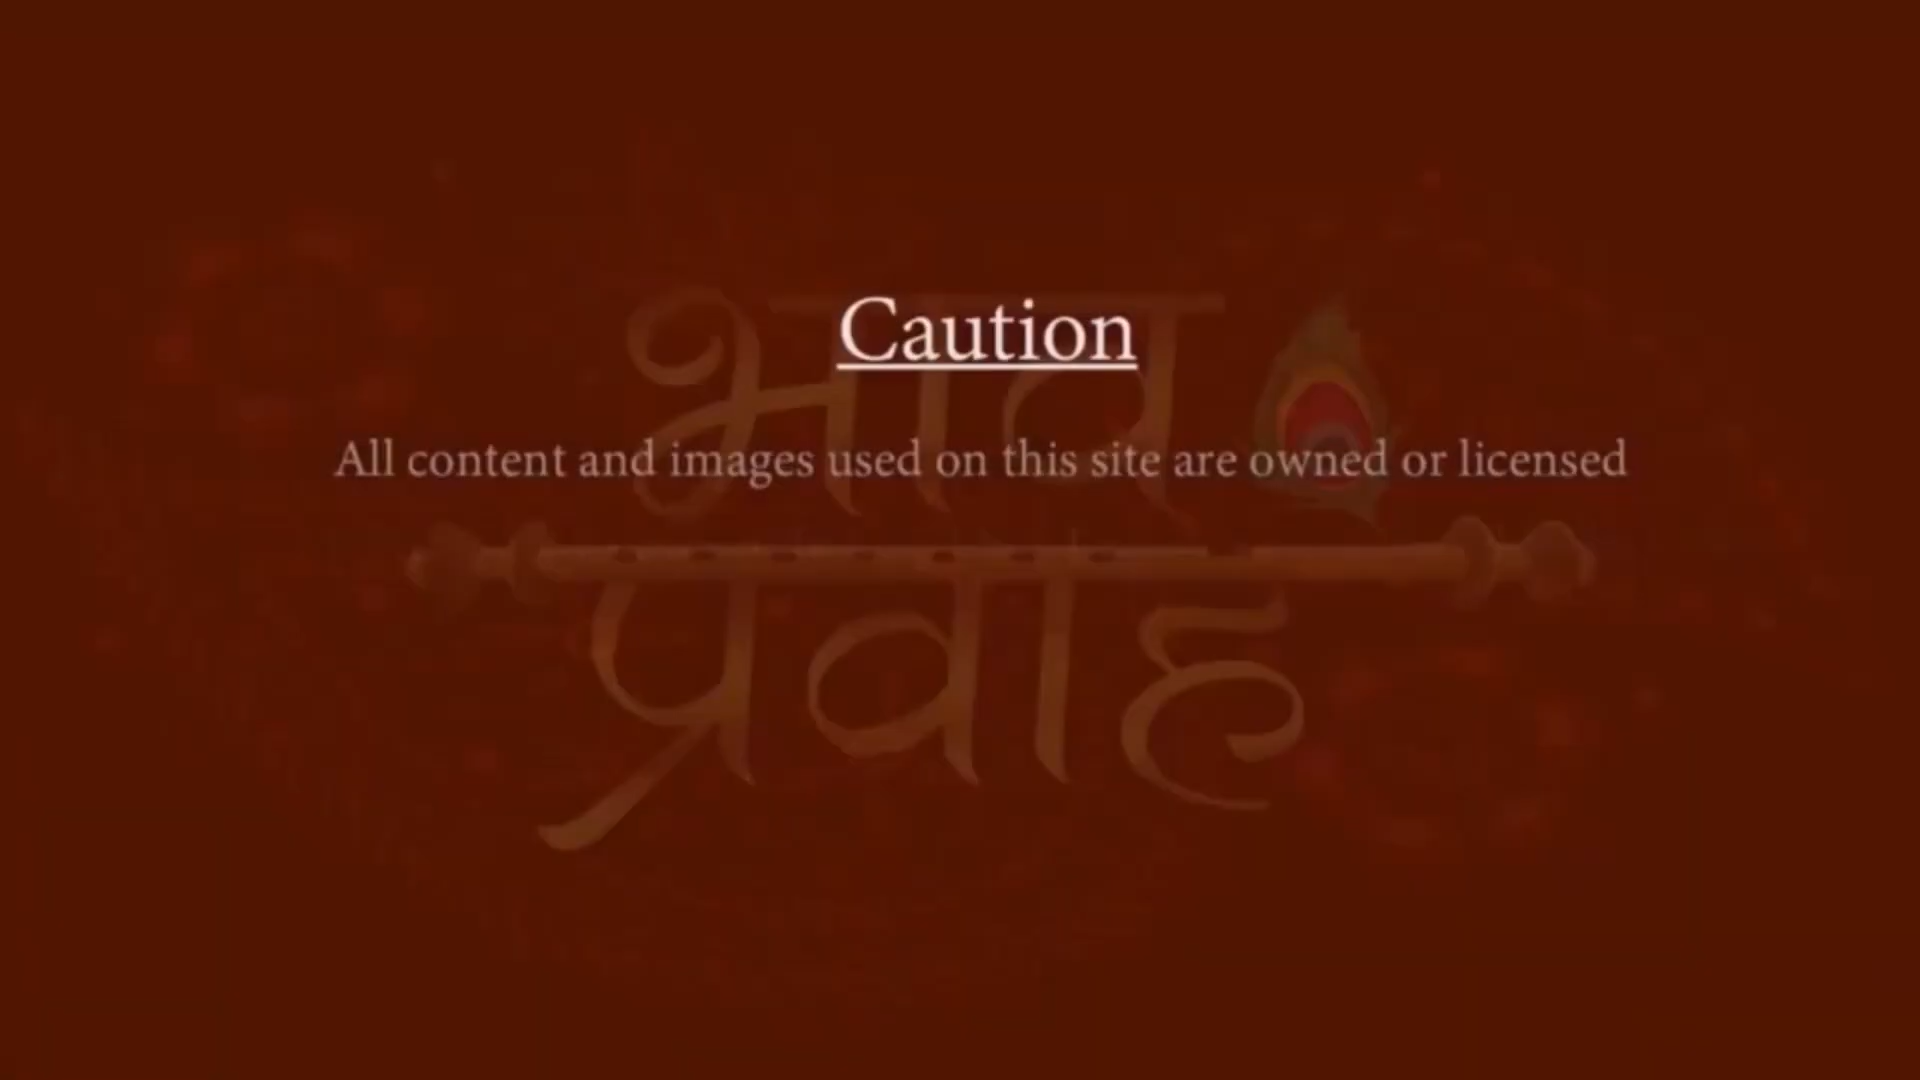 Caution
All content and images used on this site are owned or licensed
भाव
प्रवाह